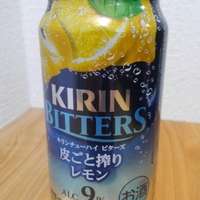 KIRIN
BITTERS
キリンチューハイ ビターズ
皮ごと搾り
レモン
ALC. 9%
お酒